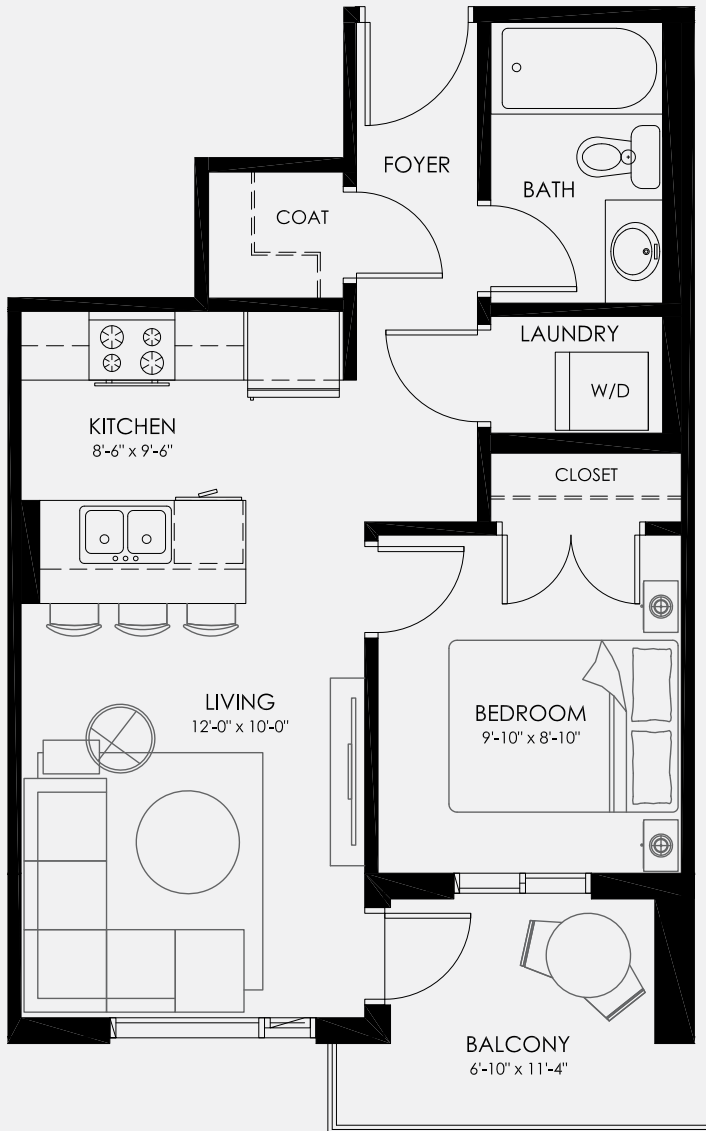 FOYER
BATH
COAT
LAUNDRY
W/D
KITCHEN
8'-6" x 9'-6"
CLOSET
LIVING
12'-0" x 10'-0"
BEDROOM
9'-10" x 8'-10"
BALCONY
6'-10" x 11'-4"